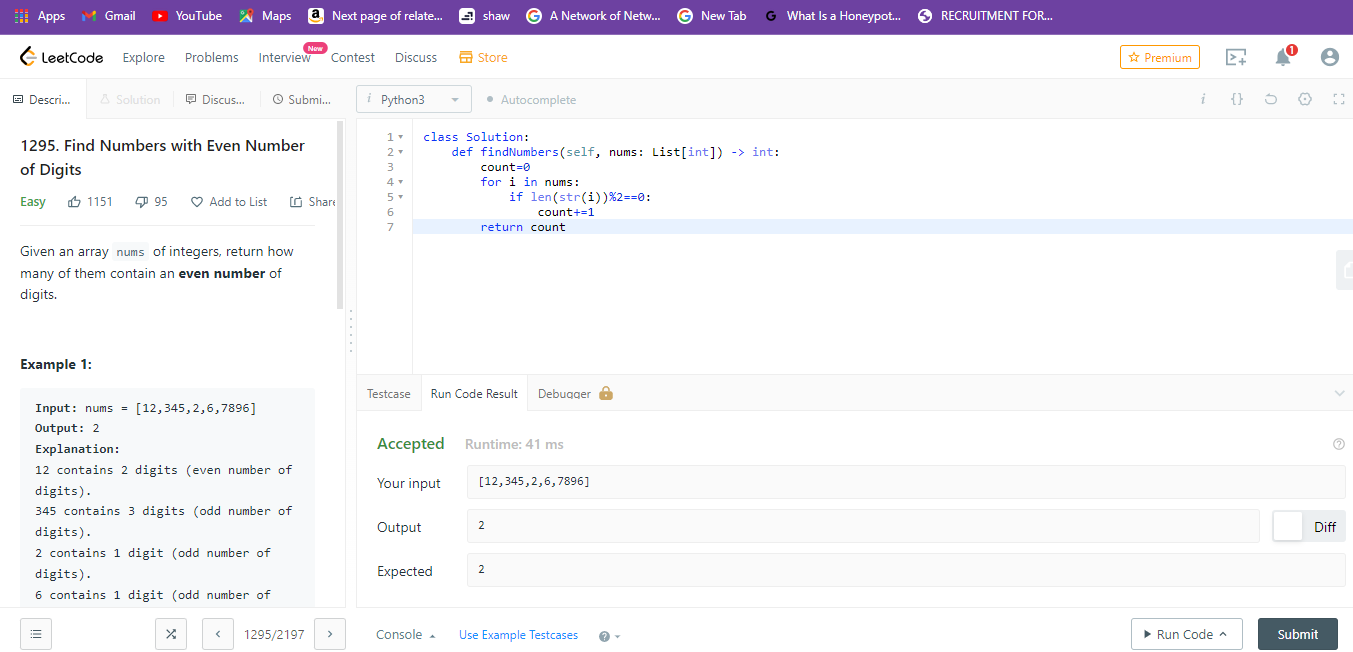 Apps Gmail YouTube Maps Next page of relate... shaw A Network of Netw... New Tab What Is a Honeypot... RECRUITMENT FOR...
LeetCode Explore Problems Interview New Contest Discuss Store Premium 1
Descri... Solution Discus... Submi... i Python3 Autocomplete i {}
1295. Find Numbers with Even Number
of Digits
Easy 1151 95 Add to List Share
Given an array nums of integers, return how
many of them contain an even number of
digits.
Example 1:
Input: nums = [12,345,2,6,7896]
Output: 2
Explanation:
12 contains 2 digits (even number of
digits).
345 contains 3 digits (odd number of
digits).
2 contains 1 digit (odd number of
digits).
6 contains 1 digit (odd number of
1 class Solution:
2 def findNumbers(self, nums: List[int]) -> int:
3 count=0
4 for i in nums:
5 if len(str(i))%2==0:
6 count+=1
7 return count
Testcase Run Code Result Debugger
Accepted Runtime: 41 ms
Your input [12,345,2,6,7896]
Output 2 Diff
Expected 2
1295/2197 Console Use Example Testcases Run Code Submit